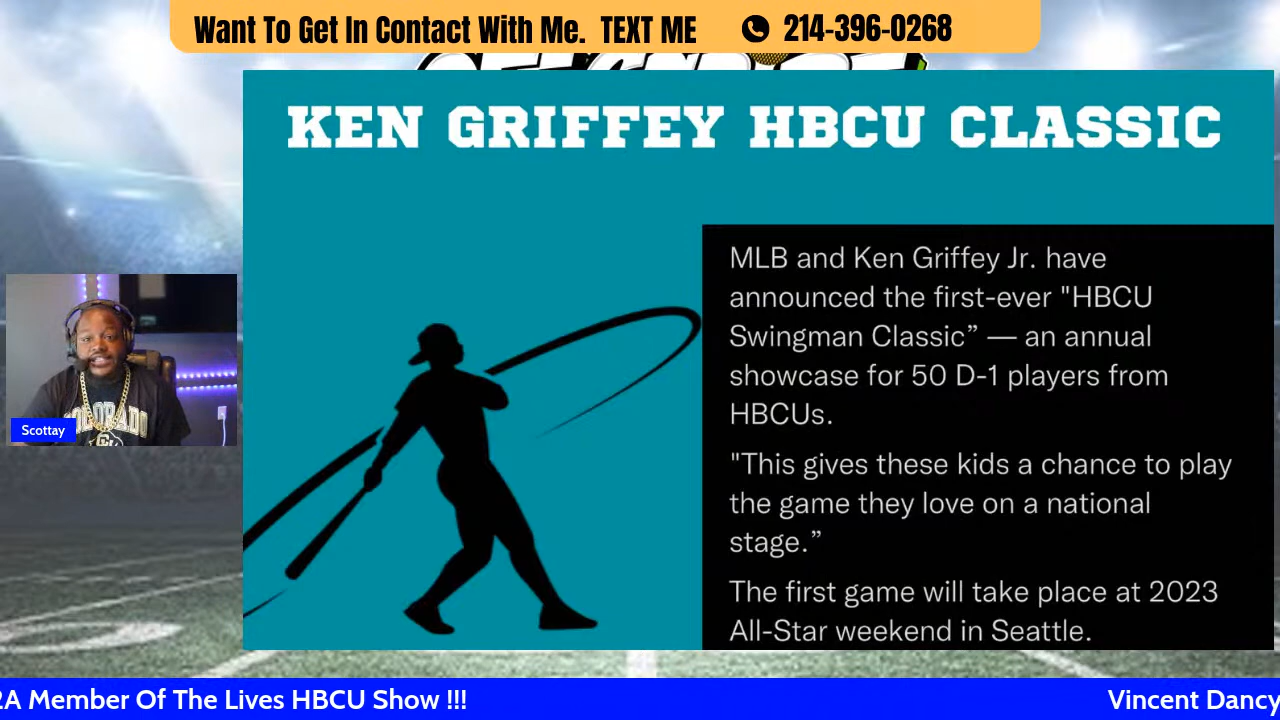 Want To Get In Contact With Me. TEXT ME 214-396-0268
KEN GRIFFEY HBCU CLASSIC
MLB and Ken Griffey Jr. have
announced the first-ever "HBCU
Swingman Classic” — an annual
showcase for 50 D-1 players from
HBCUs.
"This gives these kids a chance to play
the game they love on a national
stage.”
The first game will take place at 2023
All-Star weekend in Seattle.
COLORADO
CU
Scottay
2A Member Of The Lives HBCU Show !!!
Vincent Dancy